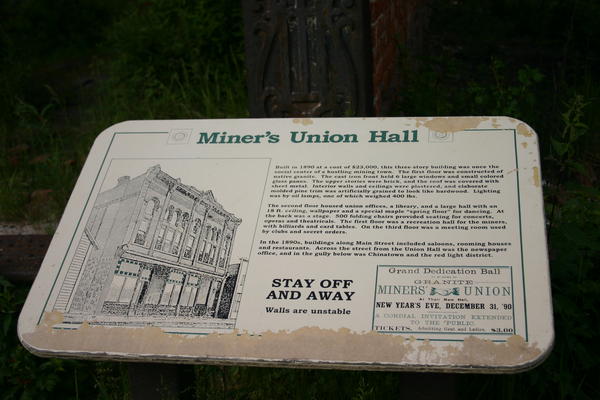 Miner's Union Hall
Built in 1890 at a cost of $23,000, this three-story building was once the
social center of a bustling mining town. The first floor was constructed of
native granite. The cast iron front held 6 large windows and small colored
glass panes. The upper stories were brick, and the roof was covered with
sheet metal. Interior walls and ceilings were plastered, and elaborate
molded pine trim was artificially grained to look like hardwood. Lighting
was by oil lamps, one of which weighed 400 lbs.
The second floor housed union offices, a library, and a large hall with an
18 ft. ceiling, wallpaper and a special maple "spring floor" for dancing. At
the back was a stage. 500 folding chairs provided seating for concerts,
operas and theatricals. The first floor was a recreation hall for the miners,
with billiards and card tables. On the third floor was a meeting room used
by clubs and secret orders.
In the 1890s, buildings along Main Street included saloons, rooming houses
and restaurants. Across the street from the Union Hall was the newspaper
office, and in the gully below was Chinatown and the red light district.
STAY OFF
AND AWAY
Walls are unstable
Grand Dedication Ball
GRANITE
MINERS UNION
At Their New Hall,
NEW YEAR'S EVE, DECEMBER 31, '90
A CORDIAL INVITATION EXTENDED
TO THE PUBLIC.
TICKETS, Admitting Gent and Ladies, $3.00